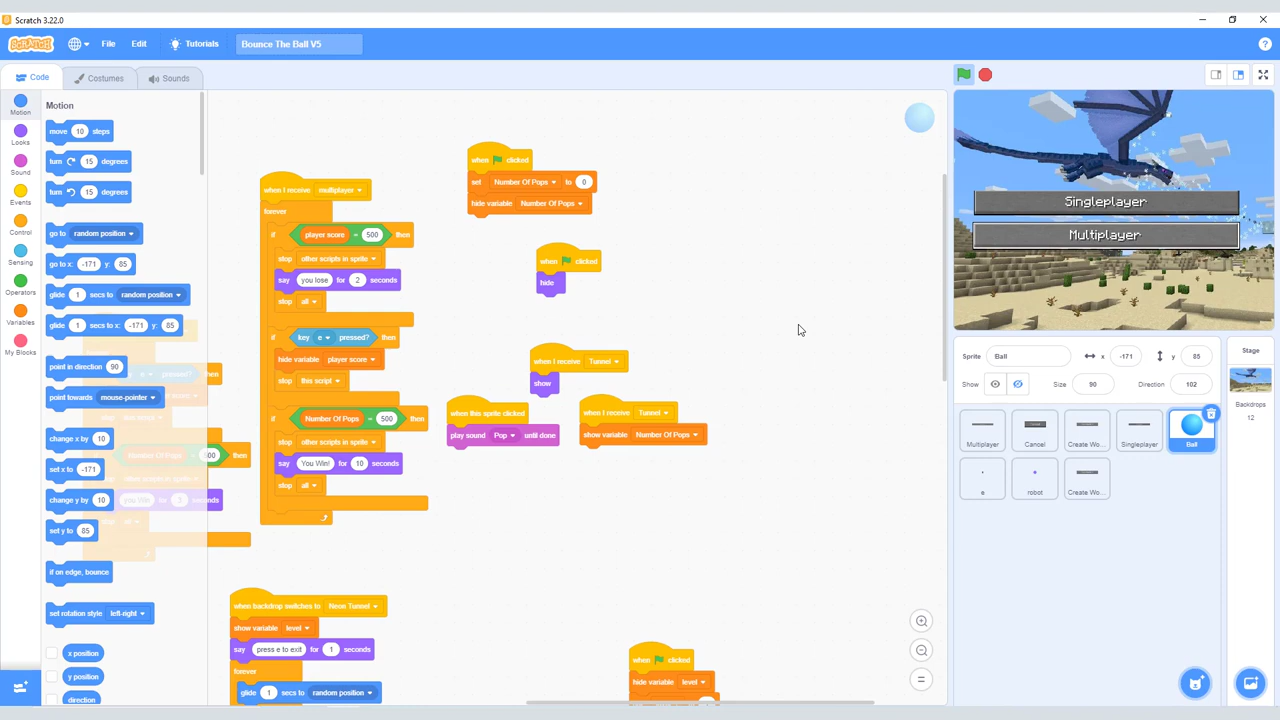 Scratch 3.22.0
SCRATCH File Edit Tutorials Bounce The Ball V5 ?
Code Costumes Sounds
Motion
Looks
Sound
Events
Control
Sensing
Operators
Variables
My Blocks
Motion
move 10 steps
turn 15 degrees
turn 15 degrees
go to random position
go to x: -171 y: 85
glide 1 secs to random position
glide 1 secs to x: -171 y: 85
point in direction 90
point towards mouse-pointer
change x by 10
set x to -171
change y by 10
set y to 85
if on edge, bounce
set rotation style left-right
x position
y position
direction
when I receive multiplayer
forever
if player score = 500 then
stop other scripts in sprite
say you lose for 2 seconds
stop all
if key e pressed? then
hide variable player score
stop this script
if Number Of Pops = 500 then
stop other scripts in sprite
say You Win! for 10 seconds
stop all
when backdrop switches to Neon Tunnel
show variable level
say press e to exit for 1 seconds
forever
glide 1 secs to random position
when clicked
set Number Of Pops to 0
hide variable Number Of Pops
when clicked
hide
when I receive Tunnel
show
when this sprite clicked
play sound Pop until done
when I receive Tunnel
show variable Number Of Pops
when clicked
hide variable level
Singleplayer
Multiplayer
Sprite Ball x -171 y 85
Show Size 90 Direction 102
Multiplayer Cancel Create Wo... Singleplayer Ball
e robot Create Wo...
Stage
Backdrops
12